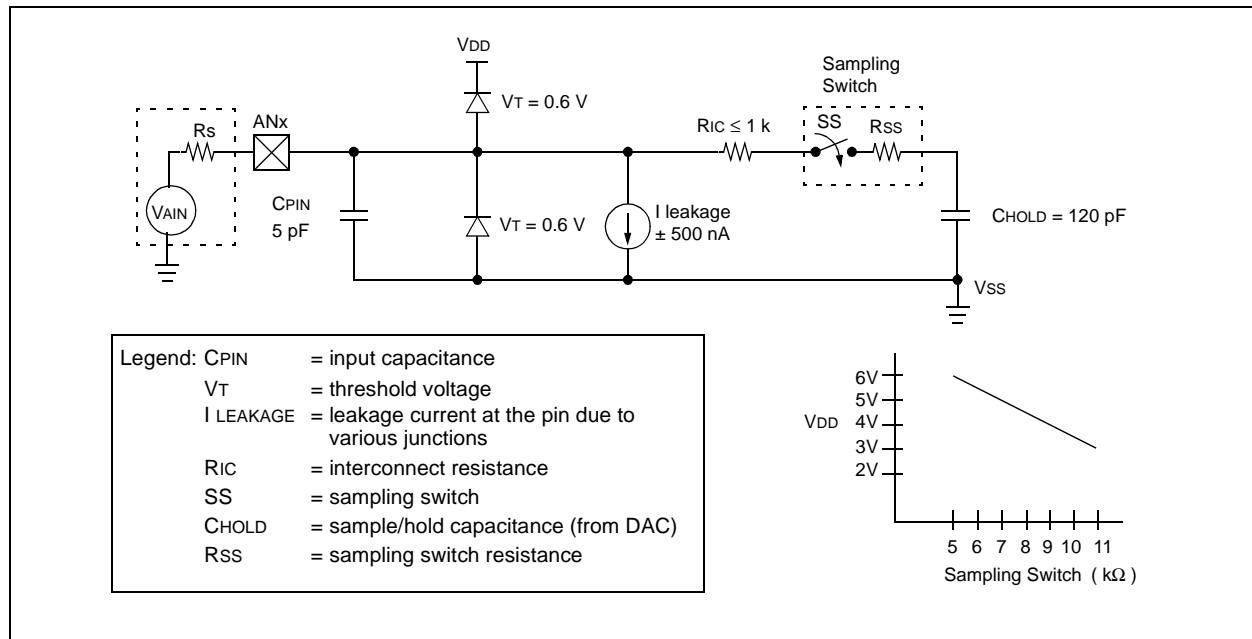 VDD
Sampling
Switch
VT = 0.6 V
ANx
Rs
RIC ≤ 1 k
SS
RSS
VAIN
CPIN
5 pF
VT = 0.6 V
I leakage
± 500 nA
CHOLD = 120 pF
VSS
Legend: CPIN = input capacitance
VT = threshold voltage
I LEAKAGE = leakage current at the pin due to
various junctions
RIC = interconnect resistance
SS = sampling switch
CHOLD = sample/hold capacitance (from DAC)
RSS = sampling switch resistance
6V
5V
VDD 4V
3V
2V
5 6 7 8 9 10 11
Sampling Switch ( kΩ )